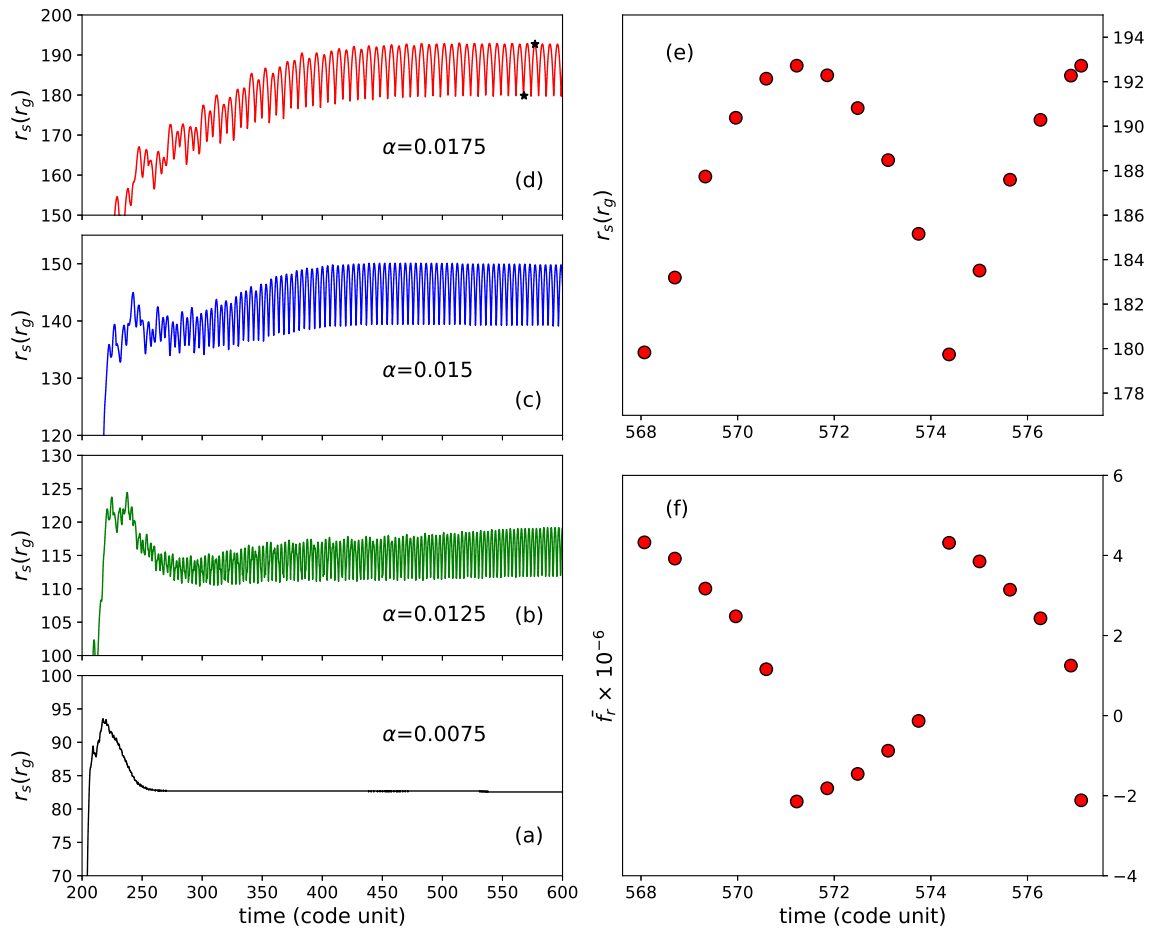 200
190
180
170
160
150
r_s(r_g)
α=0.0175
(d)
150
140
130
120
r_s(r_g)
α=0.015
(c)
130
125
120
115
110
105
100
r_s(r_g)
α=0.0125
(b)
100
95
90
85
80
75
70
r_s(r_g)
α=0.0075
(a)
200 250 300 350 400 450 500 550 600
time (code unit)
(e)
r_s(r_g)
194
192
190
188
186
184
182
180
178
568 570 572 574 576
(f)
f̄_r × 10⁻⁶
6
4
2
0
−2
−4
568 570 572 574 576
time (code unit)